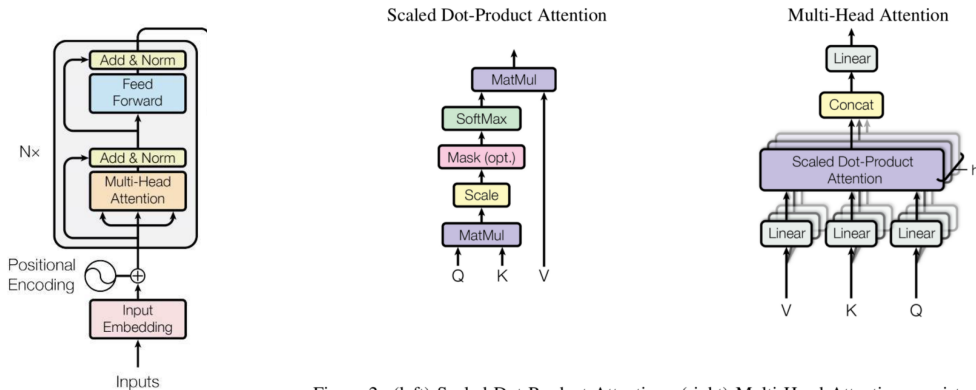 Add & Norm
Feed
Forward
N×
Add & Norm
Multi-Head
Attention
Positional
Encoding
Input
Embedding
Inputs
Scaled Dot-Product Attention
MatMul
SoftMax
Mask (opt.)
Scale
MatMul
Q K V
Multi-Head Attention
Linear
Concat
Scaled Dot-Product
Attention
h
Linear Linear Linear
V K Q